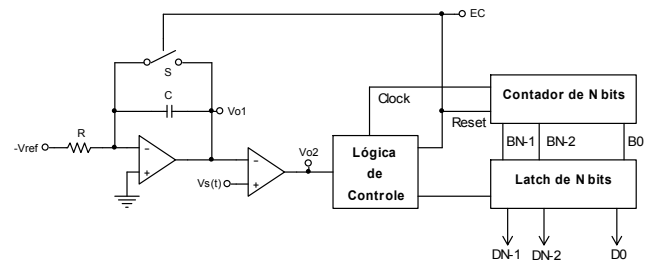 EC
S
C
Vo1
Clock
Contador de N bits
Reset
R
-Vref
BN-1
BN-2
B0
Vo2
Lógica
de
Controle
Latch de N bits
Vs(t)
-
+
-
+
DN-1
DN-2
D0